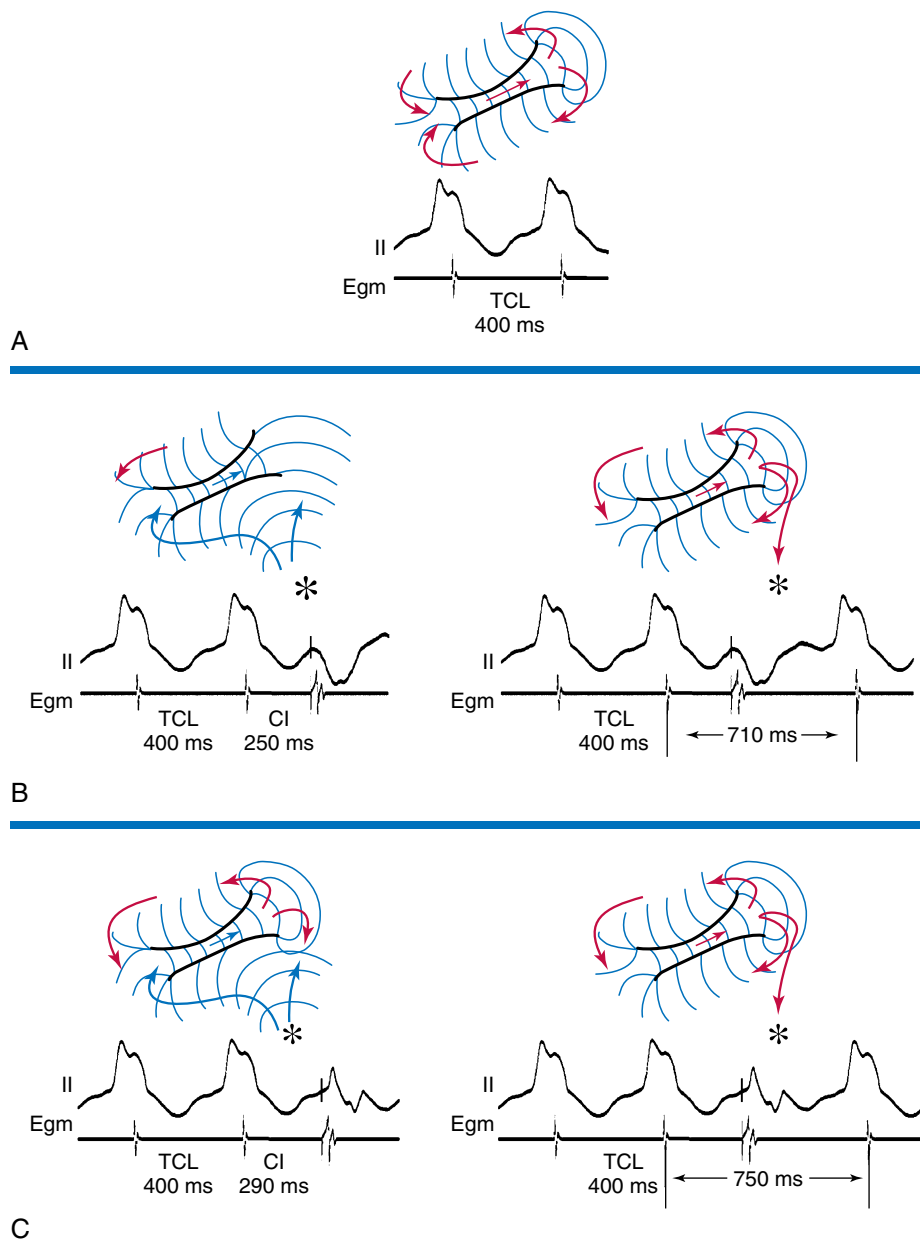 II
Egm
TCL
400 ms
A
*
*
II
Egm
TCL
400 ms
CI
250 ms
II
Egm
TCL
400 ms
710 ms
B
*
*
II
Egm
TCL
400 ms
CI
290 ms
II
Egm
TCL
400 ms
750 ms
C